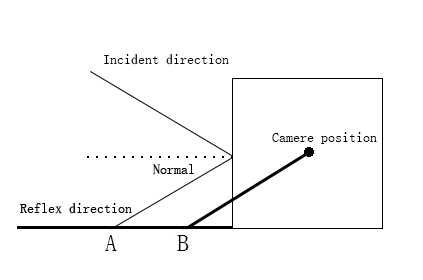 Incident direction
Camere position
Normal
Reflex direction
A
B